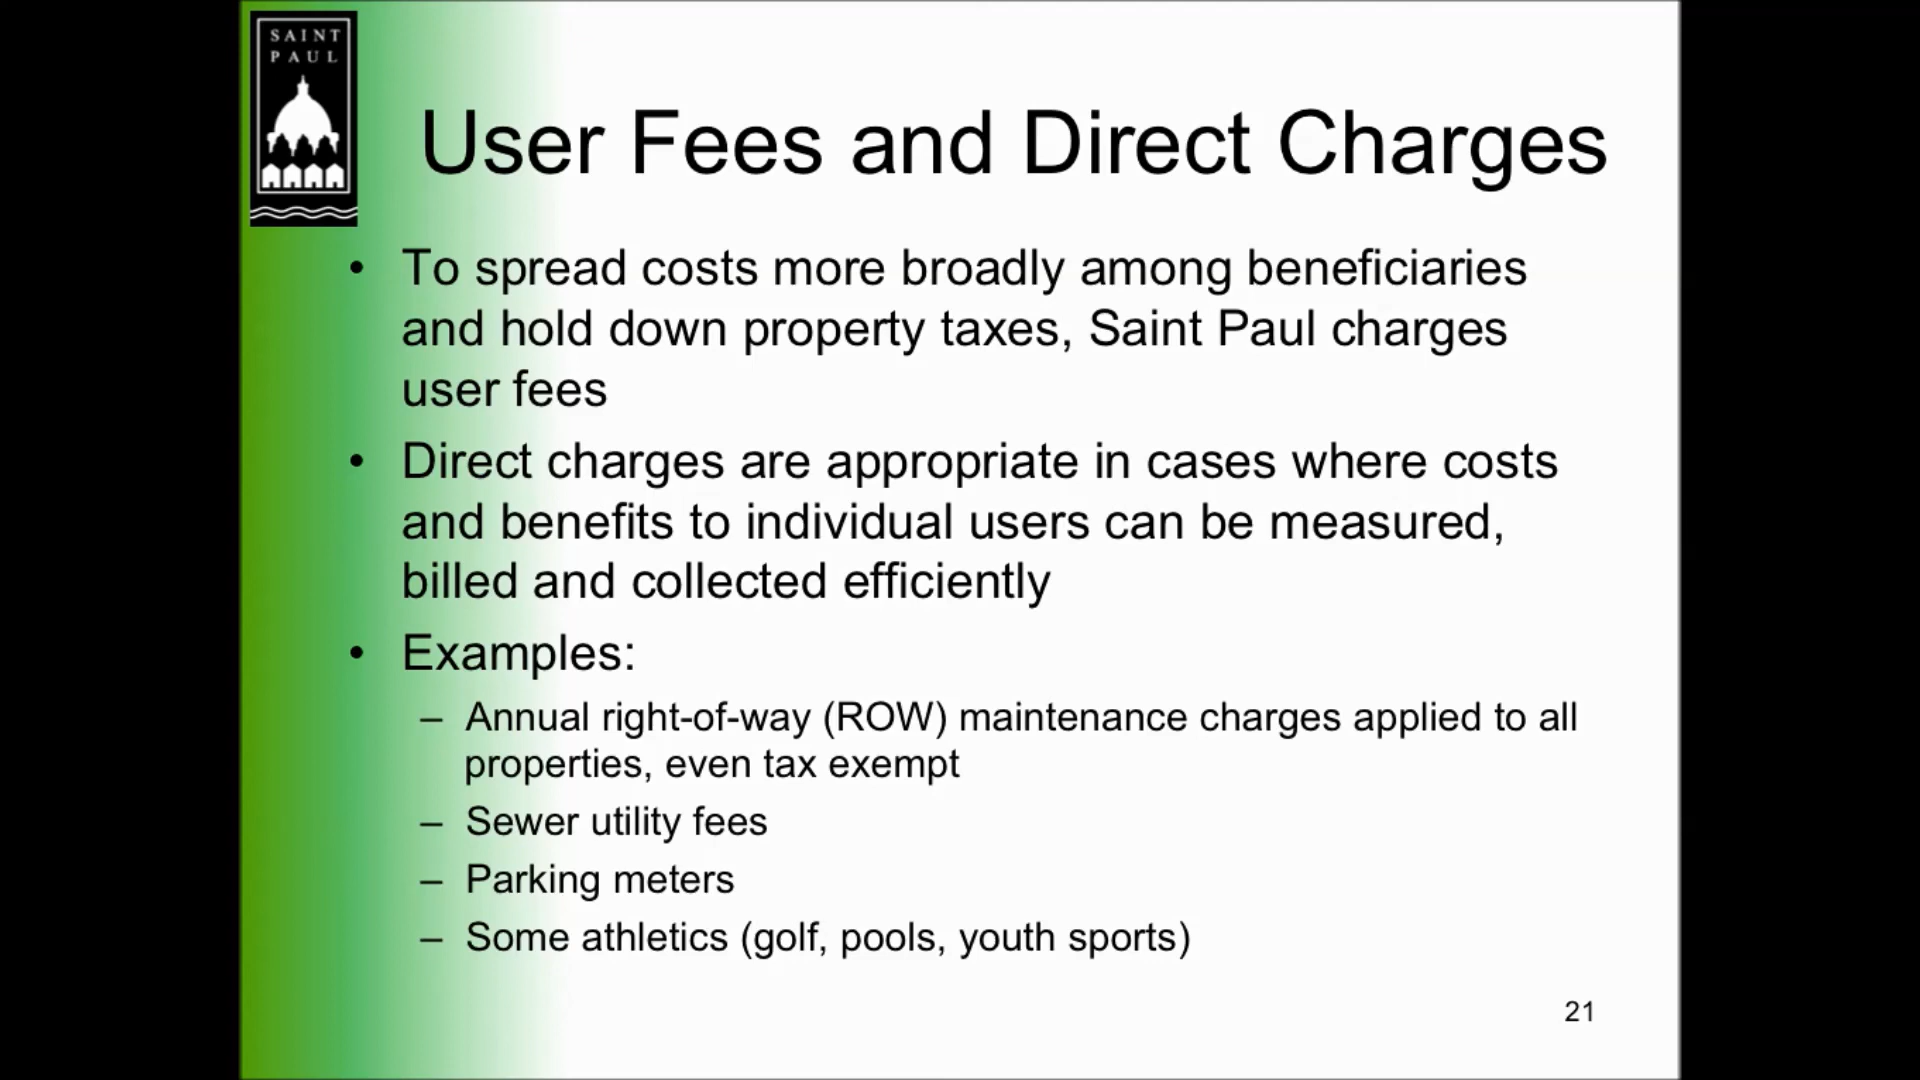 SAINT
PAUL
User Fees and Direct Charges
• To spread costs more broadly among beneficiaries
and hold down property taxes, Saint Paul charges
user fees
• Direct charges are appropriate in cases where costs
and benefits to individual users can be measured,
billed and collected efficiently
• Examples:
– Annual right-of-way (ROW) maintenance charges applied to all
properties, even tax exempt
– Sewer utility fees
– Parking meters
– Some athletics (golf, pools, youth sports)
21